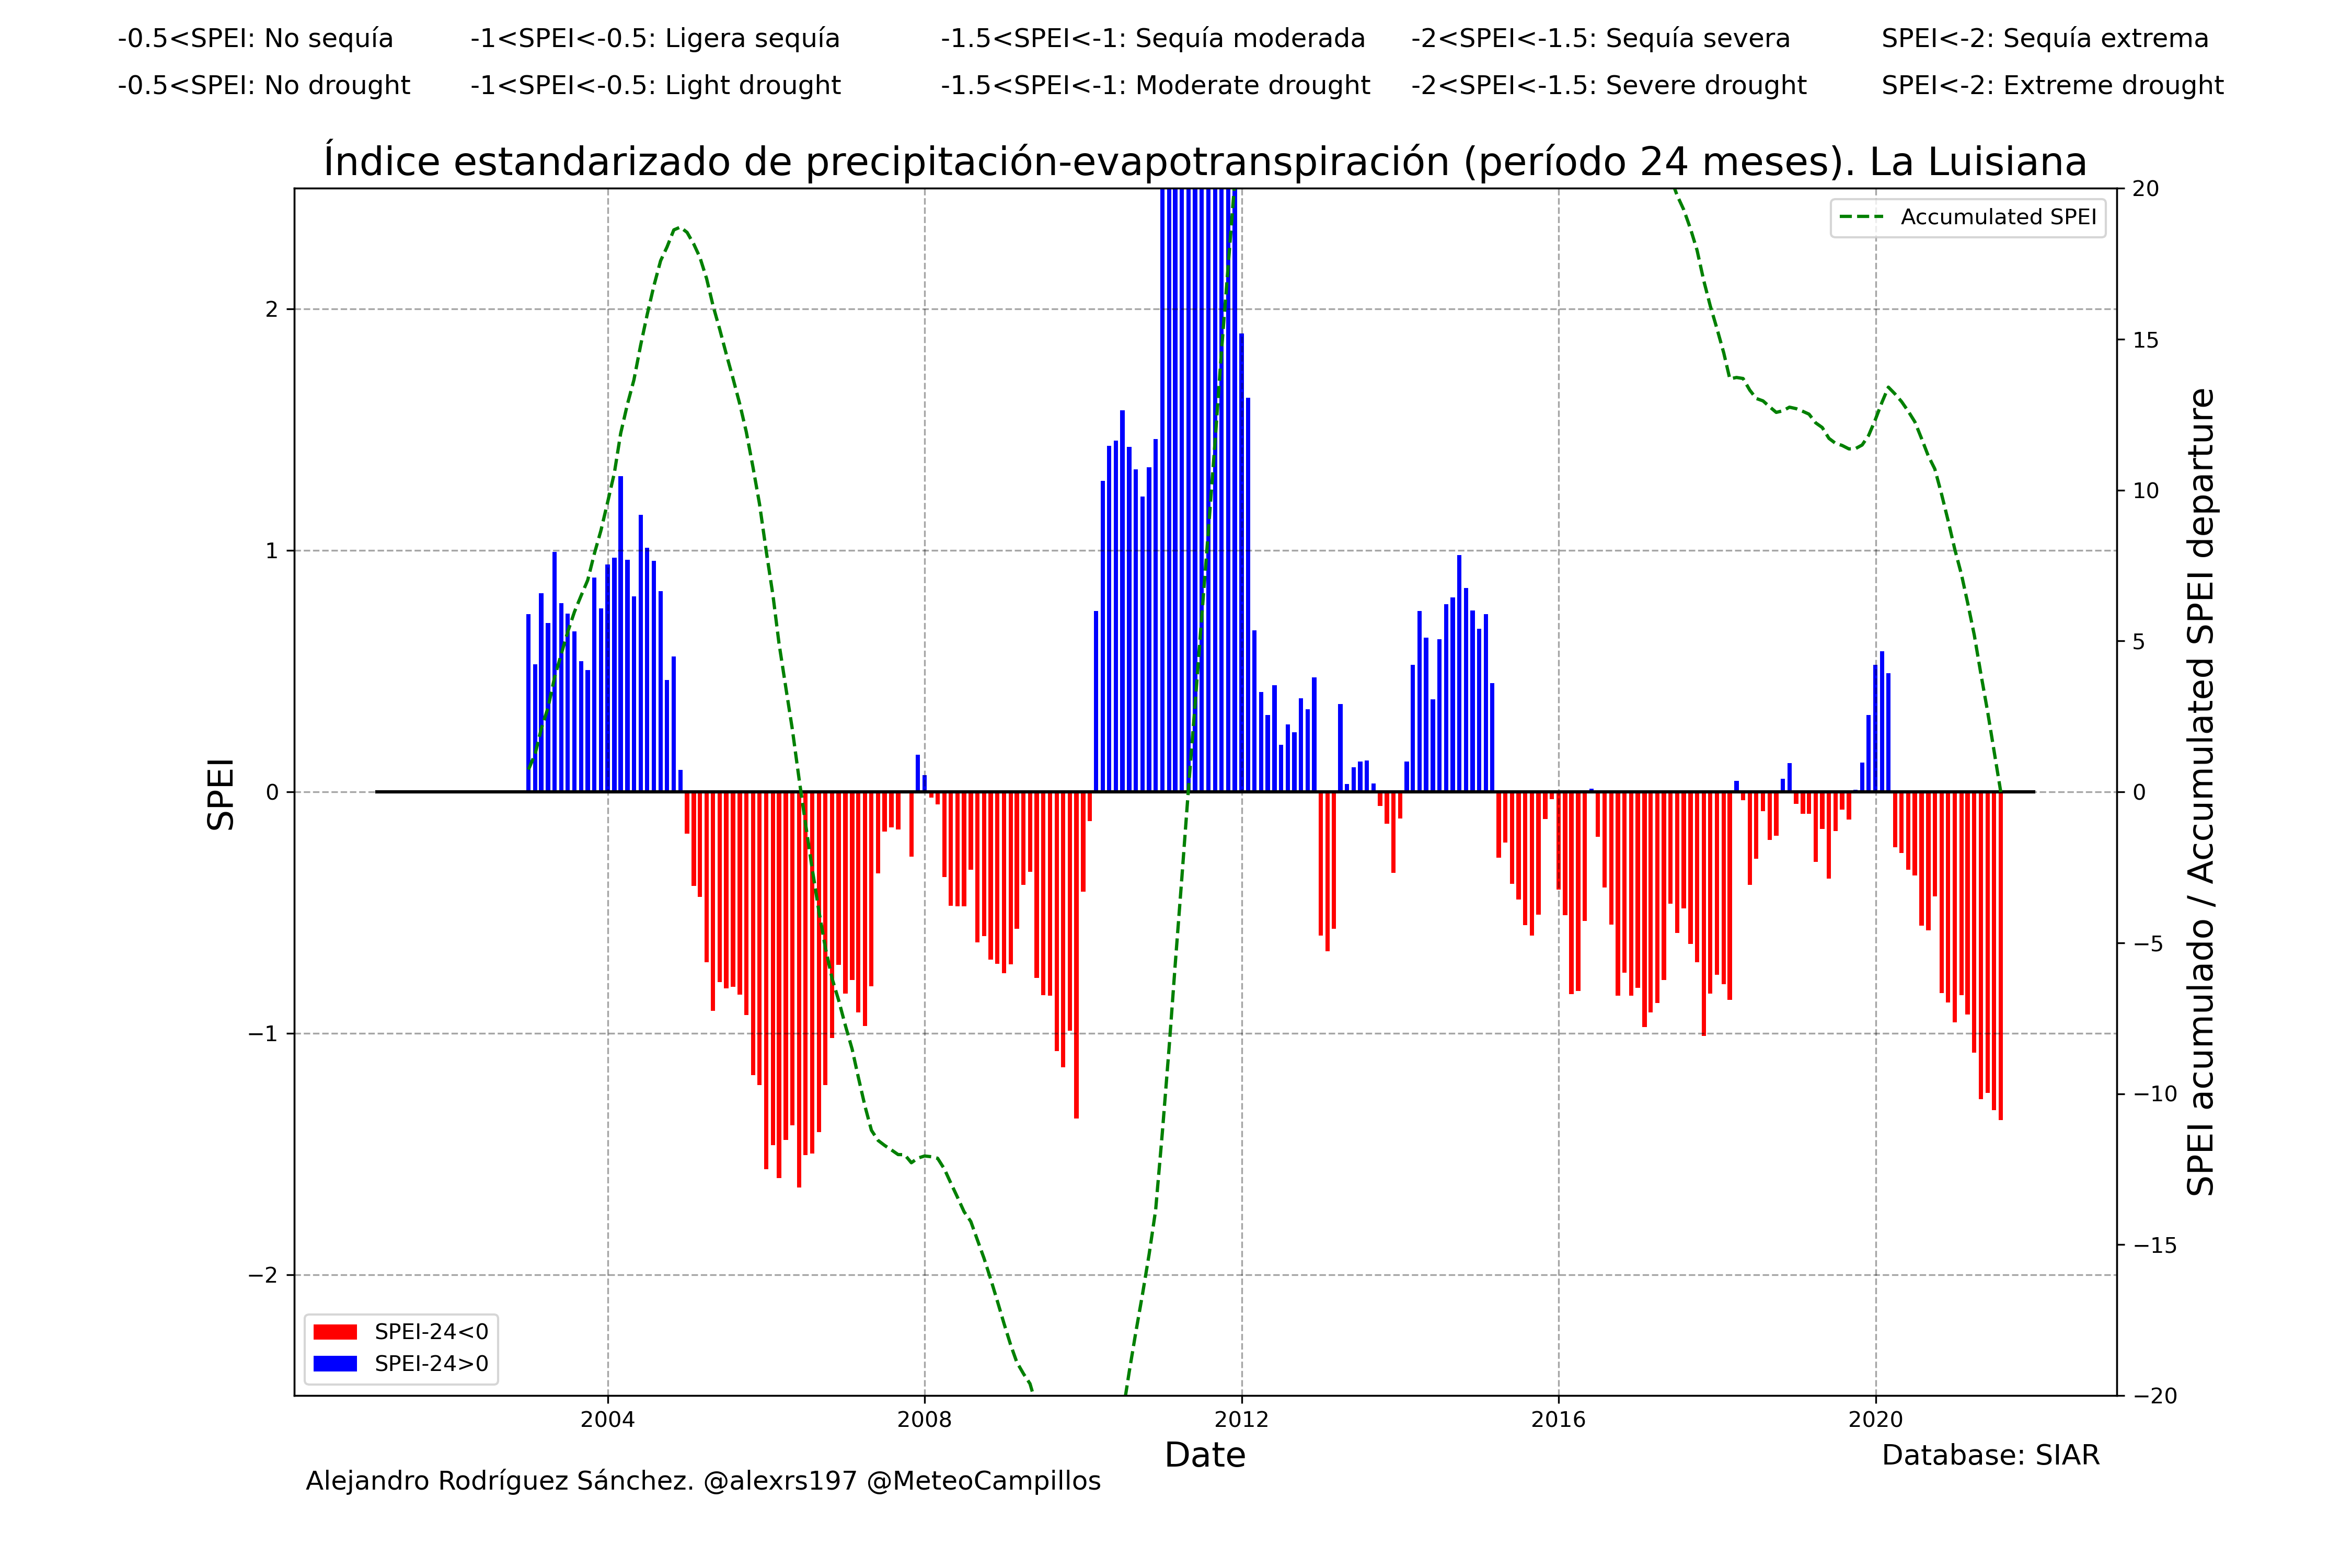 -0.5<SPEI: No sequía -1<SPEI<-0.5: Ligera sequía -1.5<SPEI<-1: Sequía moderada -2<SPEI<-1.5: Sequía severa SPEI<-2: Sequía extrema
-0.5<SPEI: No drought -1<SPEI<-0.5: Light drought -1.5<SPEI<-1: Moderate drought -2<SPEI<-1.5: Severe drought SPEI<-2: Extreme drought
Índice estandarizado de precipitación-evapotranspiración (período 24 meses). La Luisiana
SPEI
2
1
0
−1
−2
Accumulated SPEI
SPEI-24<0
SPEI-24>0
20
15
10
5
0
−5
−10
−15
−20
SPEI acumulado / Accumulated SPEI departure
2004 2008 2012 2016 2020
Date
Database: SIAR
Alejandro Rodríguez Sánchez. @alexrs197 @MeteoCampillos